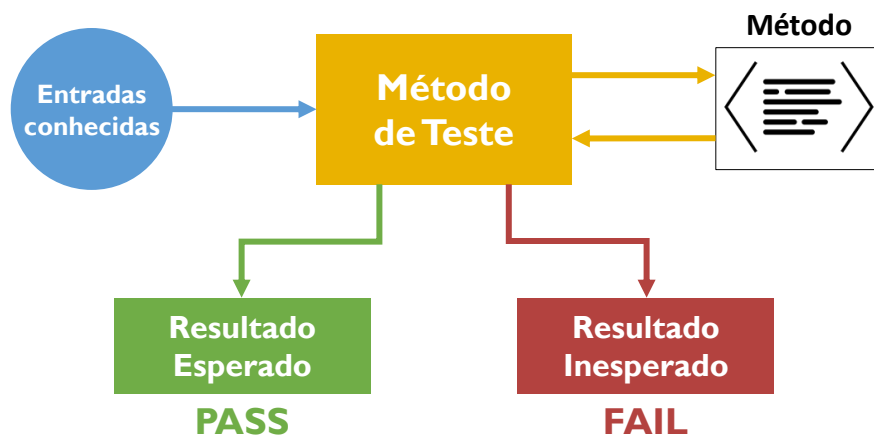 Método
Entradas
conhecidas
Método
de Teste
Resultado
Esperado
Resultado
Inesperado
PASS
FAIL